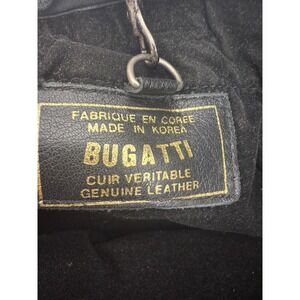 FABRIQUE EN COREE
MADE IN KOREA
BUGATTI
CUIR VERITABLE
GENUINE LEATHER